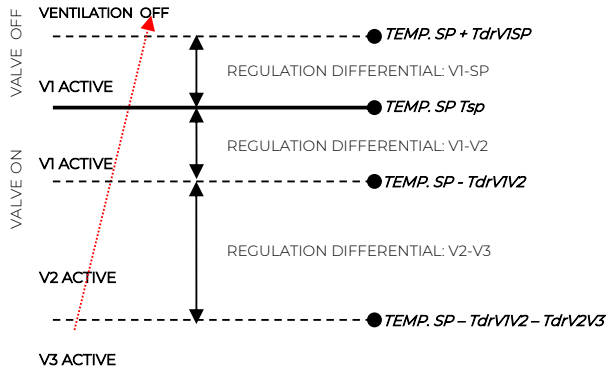 VENTILATION OFF
VALVE OFF
TEMP. SP + TdrV1SP
REGULATION DIFFERENTIAL: V1-SP
V1 ACTIVE
TEMP. SP Tsp
REGULATION DIFFERENTIAL: V1-V2
V1 ACTIVE
VALVE ON
TEMP. SP - TdrV1V2
REGULATION DIFFERENTIAL: V2-V3
V2 ACTIVE
TEMP. SP – TdrV1V2 – TdrV2V3
V3 ACTIVE